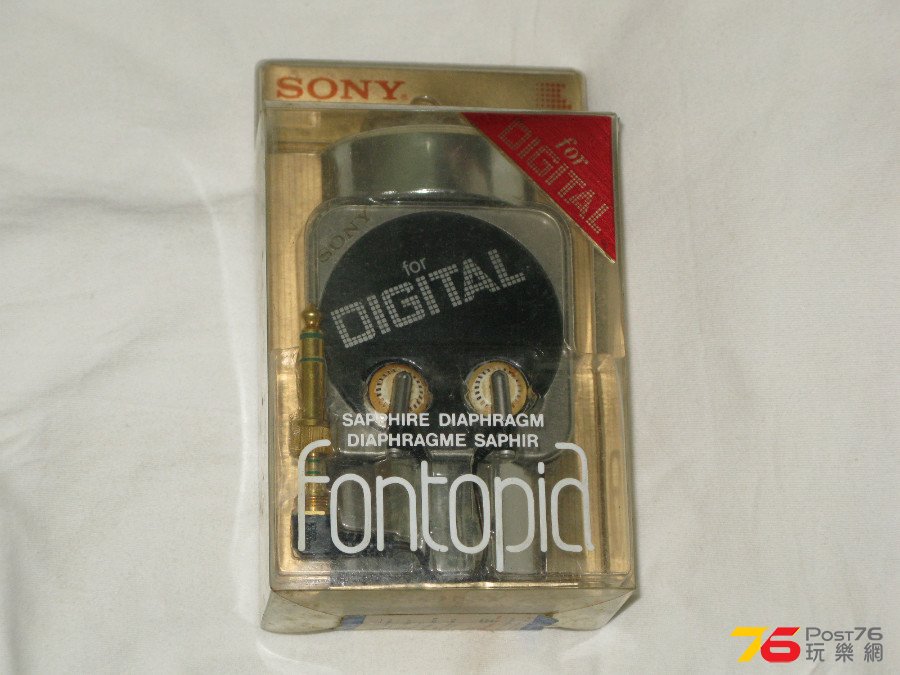 SONY
for
DIGITAL
SONY
for
DIGITAL
SAPPHIRE DIAPHRAGM
DIAPHRAGME SAPHIR
fontopia
76 Post76
玩樂網